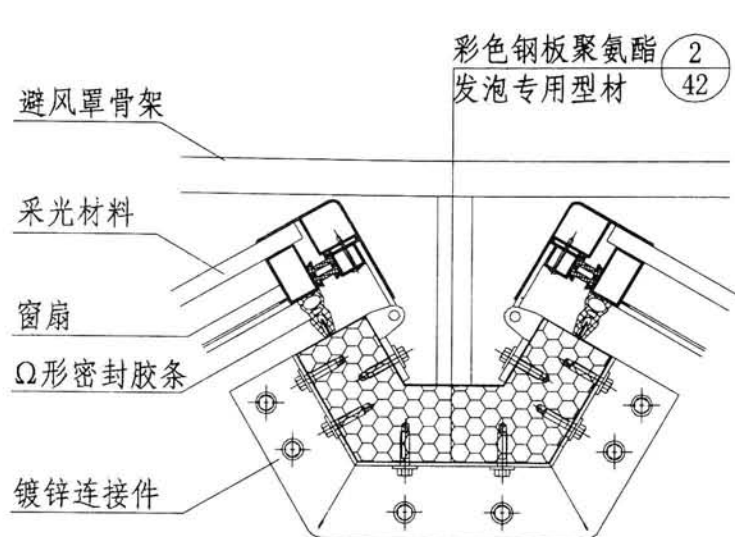 彩色钢板聚氨酯 2
发泡专用型材 42
避风罩骨架
采光材料
窗扇
Ω形密封胶条
镀锌连接件